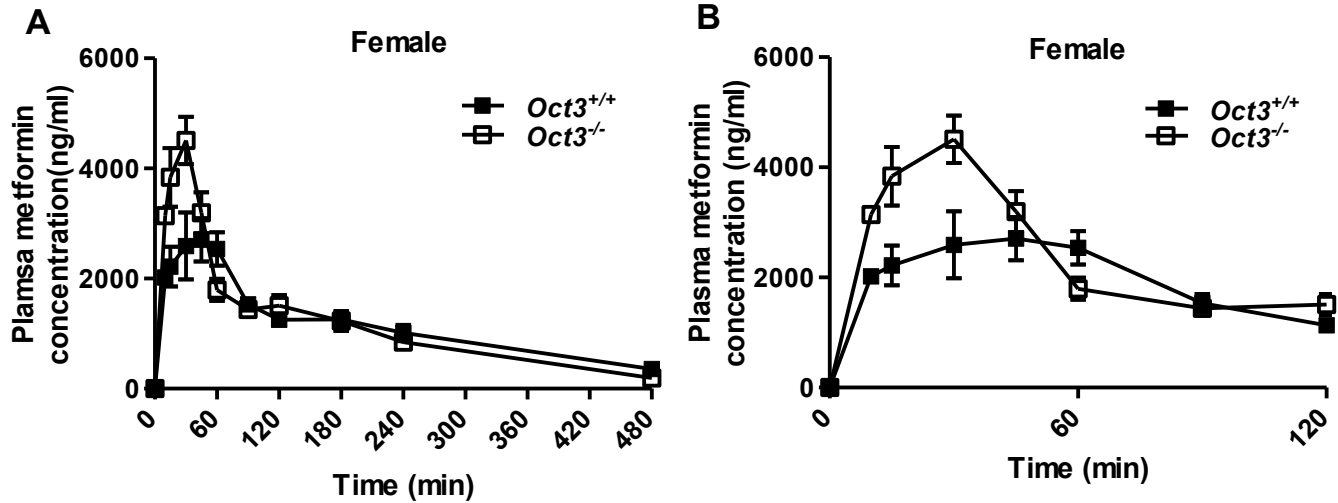 A
Female
Oct3+/+
Oct3-/-
Plamsa metformin
concentration(ng/ml)
6000
4000
2000
0
0
60
120
180
240
300
360
420
480
Time (min)
B
Female
Oct3+/+
Oct3-/-
Plasma metformin
concentration (ng/ml)
6000
4000
2000
0
0
60
120
Time (min)